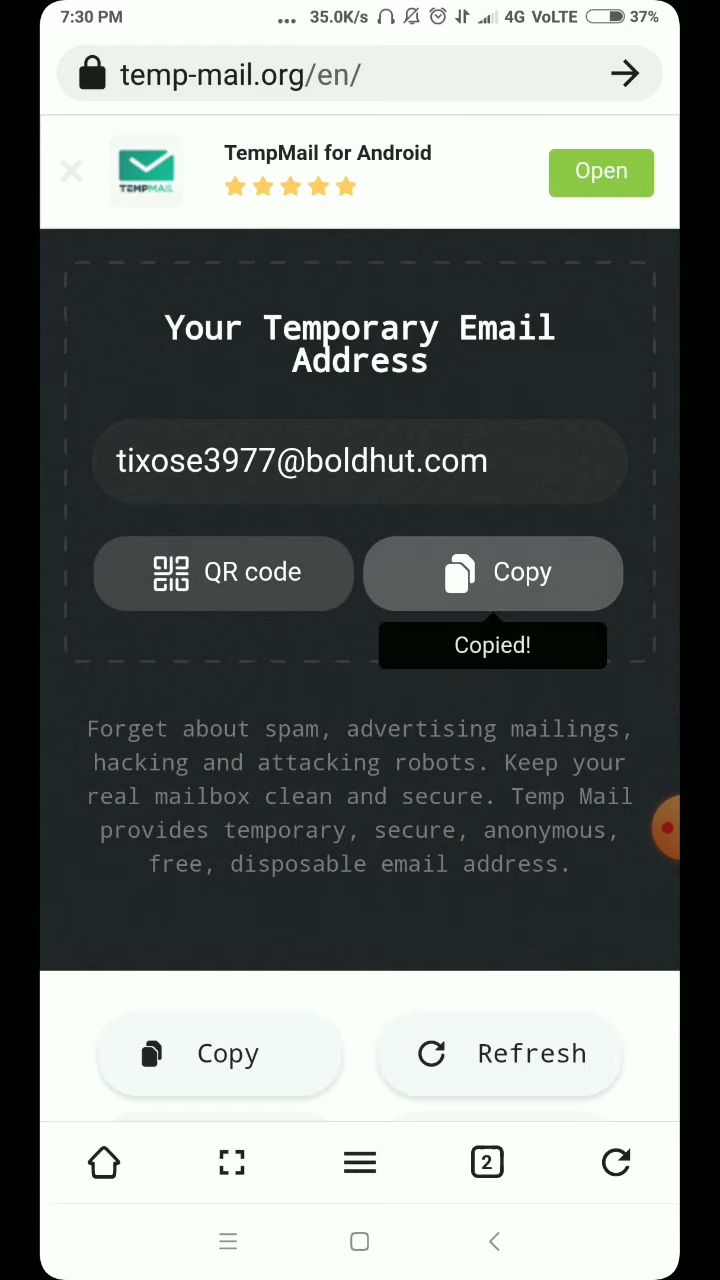 7:30 PM ... 35.0K/s 4G VoLTE 37%
temp-mail.org/en/
TempMail for Android
TEMPMAIL
Open
Your Temporary Email
Address
tixose3977@boldhut.com
QR code Copy
Copied!
Forget about spam, advertising mailings,
hacking and attacking robots. Keep your
real mailbox clean and secure. Temp Mail
provides temporary, secure, anonymous,
free, disposable email address.
Copy Refresh
2